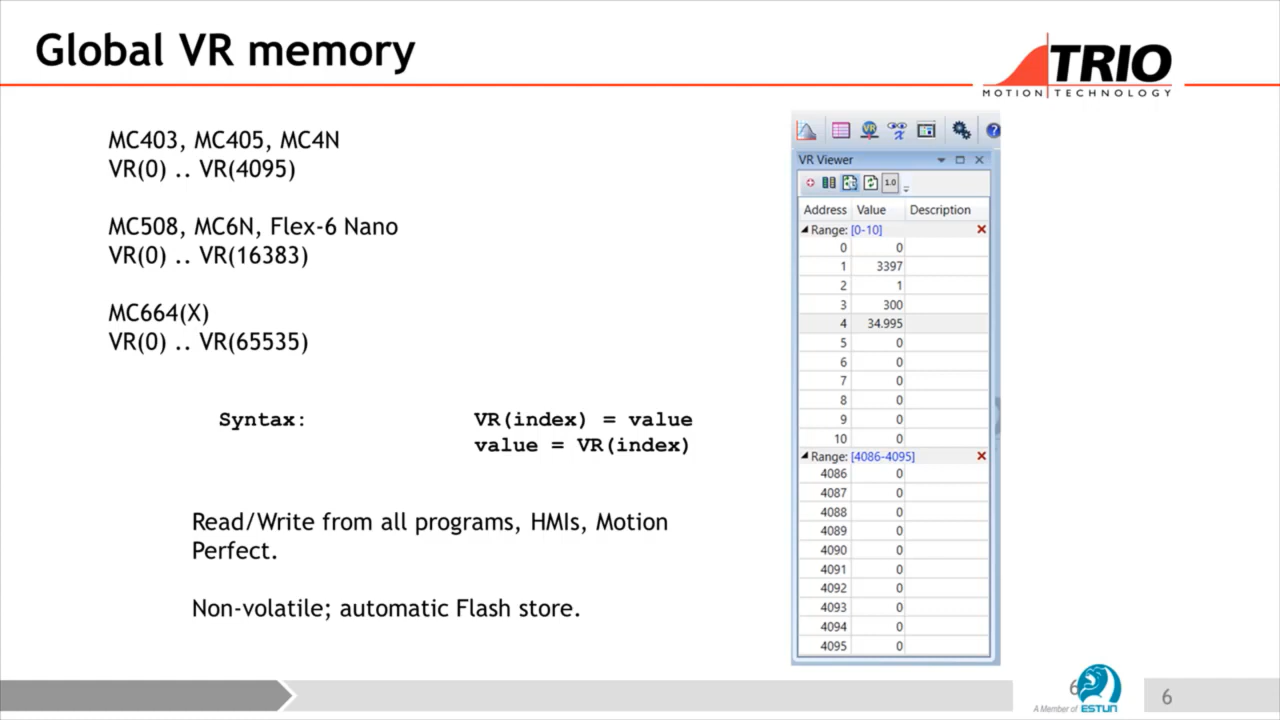 Global VR memory
TRIO
MOTION TECHNOLOGY
MC403, MC405, MC4N
VR(0) .. VR(4095)
MC508, MC6N, Flex-6 Nano
VR(0) .. VR(16383)
MC664(X)
VR(0) .. VR(65535)
Syntax: VR(index) = value
value = VR(index)
Read/Write from all programs, HMIs, Motion
Perfect.
Non-volatile; automatic Flash store.
VR
VR Viewer
1.0
Address Value Description
Range: [0-10]
0 0
1 3397
2 1
3 300
4 34.995
5 0
6 0
7 0
8 0
9 0
10 0
Range: [4086-4095]
4086 0
4087 0
4088 0
4089 0
4090 0
4091 0
4092 0
4093 0
4094 0
4095 0
6
A Member of ESTUN
6